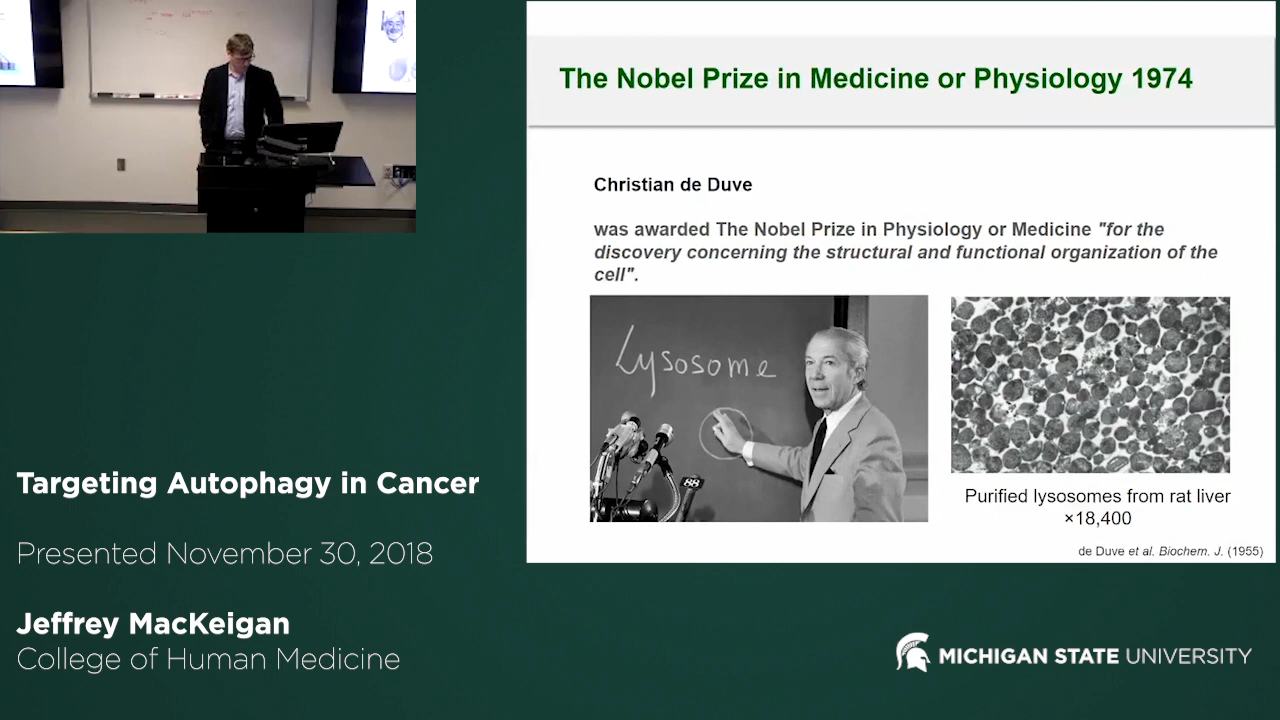 The Nobel Prize in Medicine or Physiology 1974
Christian de Duve
was awarded The Nobel Prize in Physiology or Medicine "for the
discovery concerning the structural and functional organization of the
cell".
Lysosome
88
Purified lysosomes from rat liver
×18,400
de Duve et al. Biochem. J. (1955)
Targeting Autophagy in Cancer
Presented November 30, 2018
Jeffrey MacKeigan
College of Human Medicine
MICHIGAN STATE UNIVERSITY